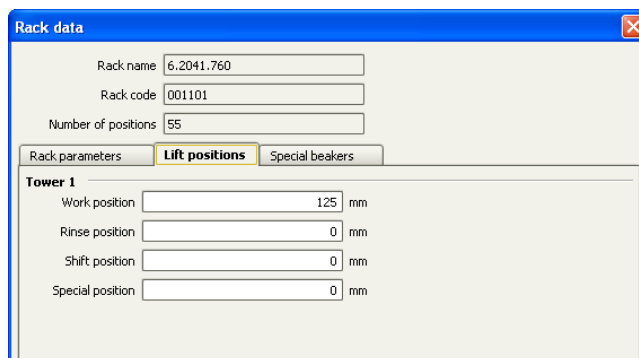 Rack data
Rack name 6.2041.760
Rack code 001101
Number of positions 55
Rack parameters Lift positions Special beakers
Tower 1
Work position 125 mm
Rinse position 0 mm
Shift position 0 mm
Special position 0 mm